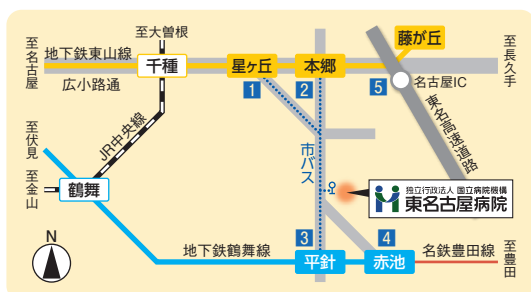 至大曽根
至名古屋
地下鉄東山線
千種
星ヶ丘
本郷
藤が丘
至長久手
広小路通
1
2
5
名古屋IC
東名高速道路
至伏見
JR中央線
市バス
至金山
鶴舞
独立行政法人 国立病院機構
東名古屋病院
N
地下鉄鶴舞線
3
平針
4
赤池
名鉄豊田線
至豊田